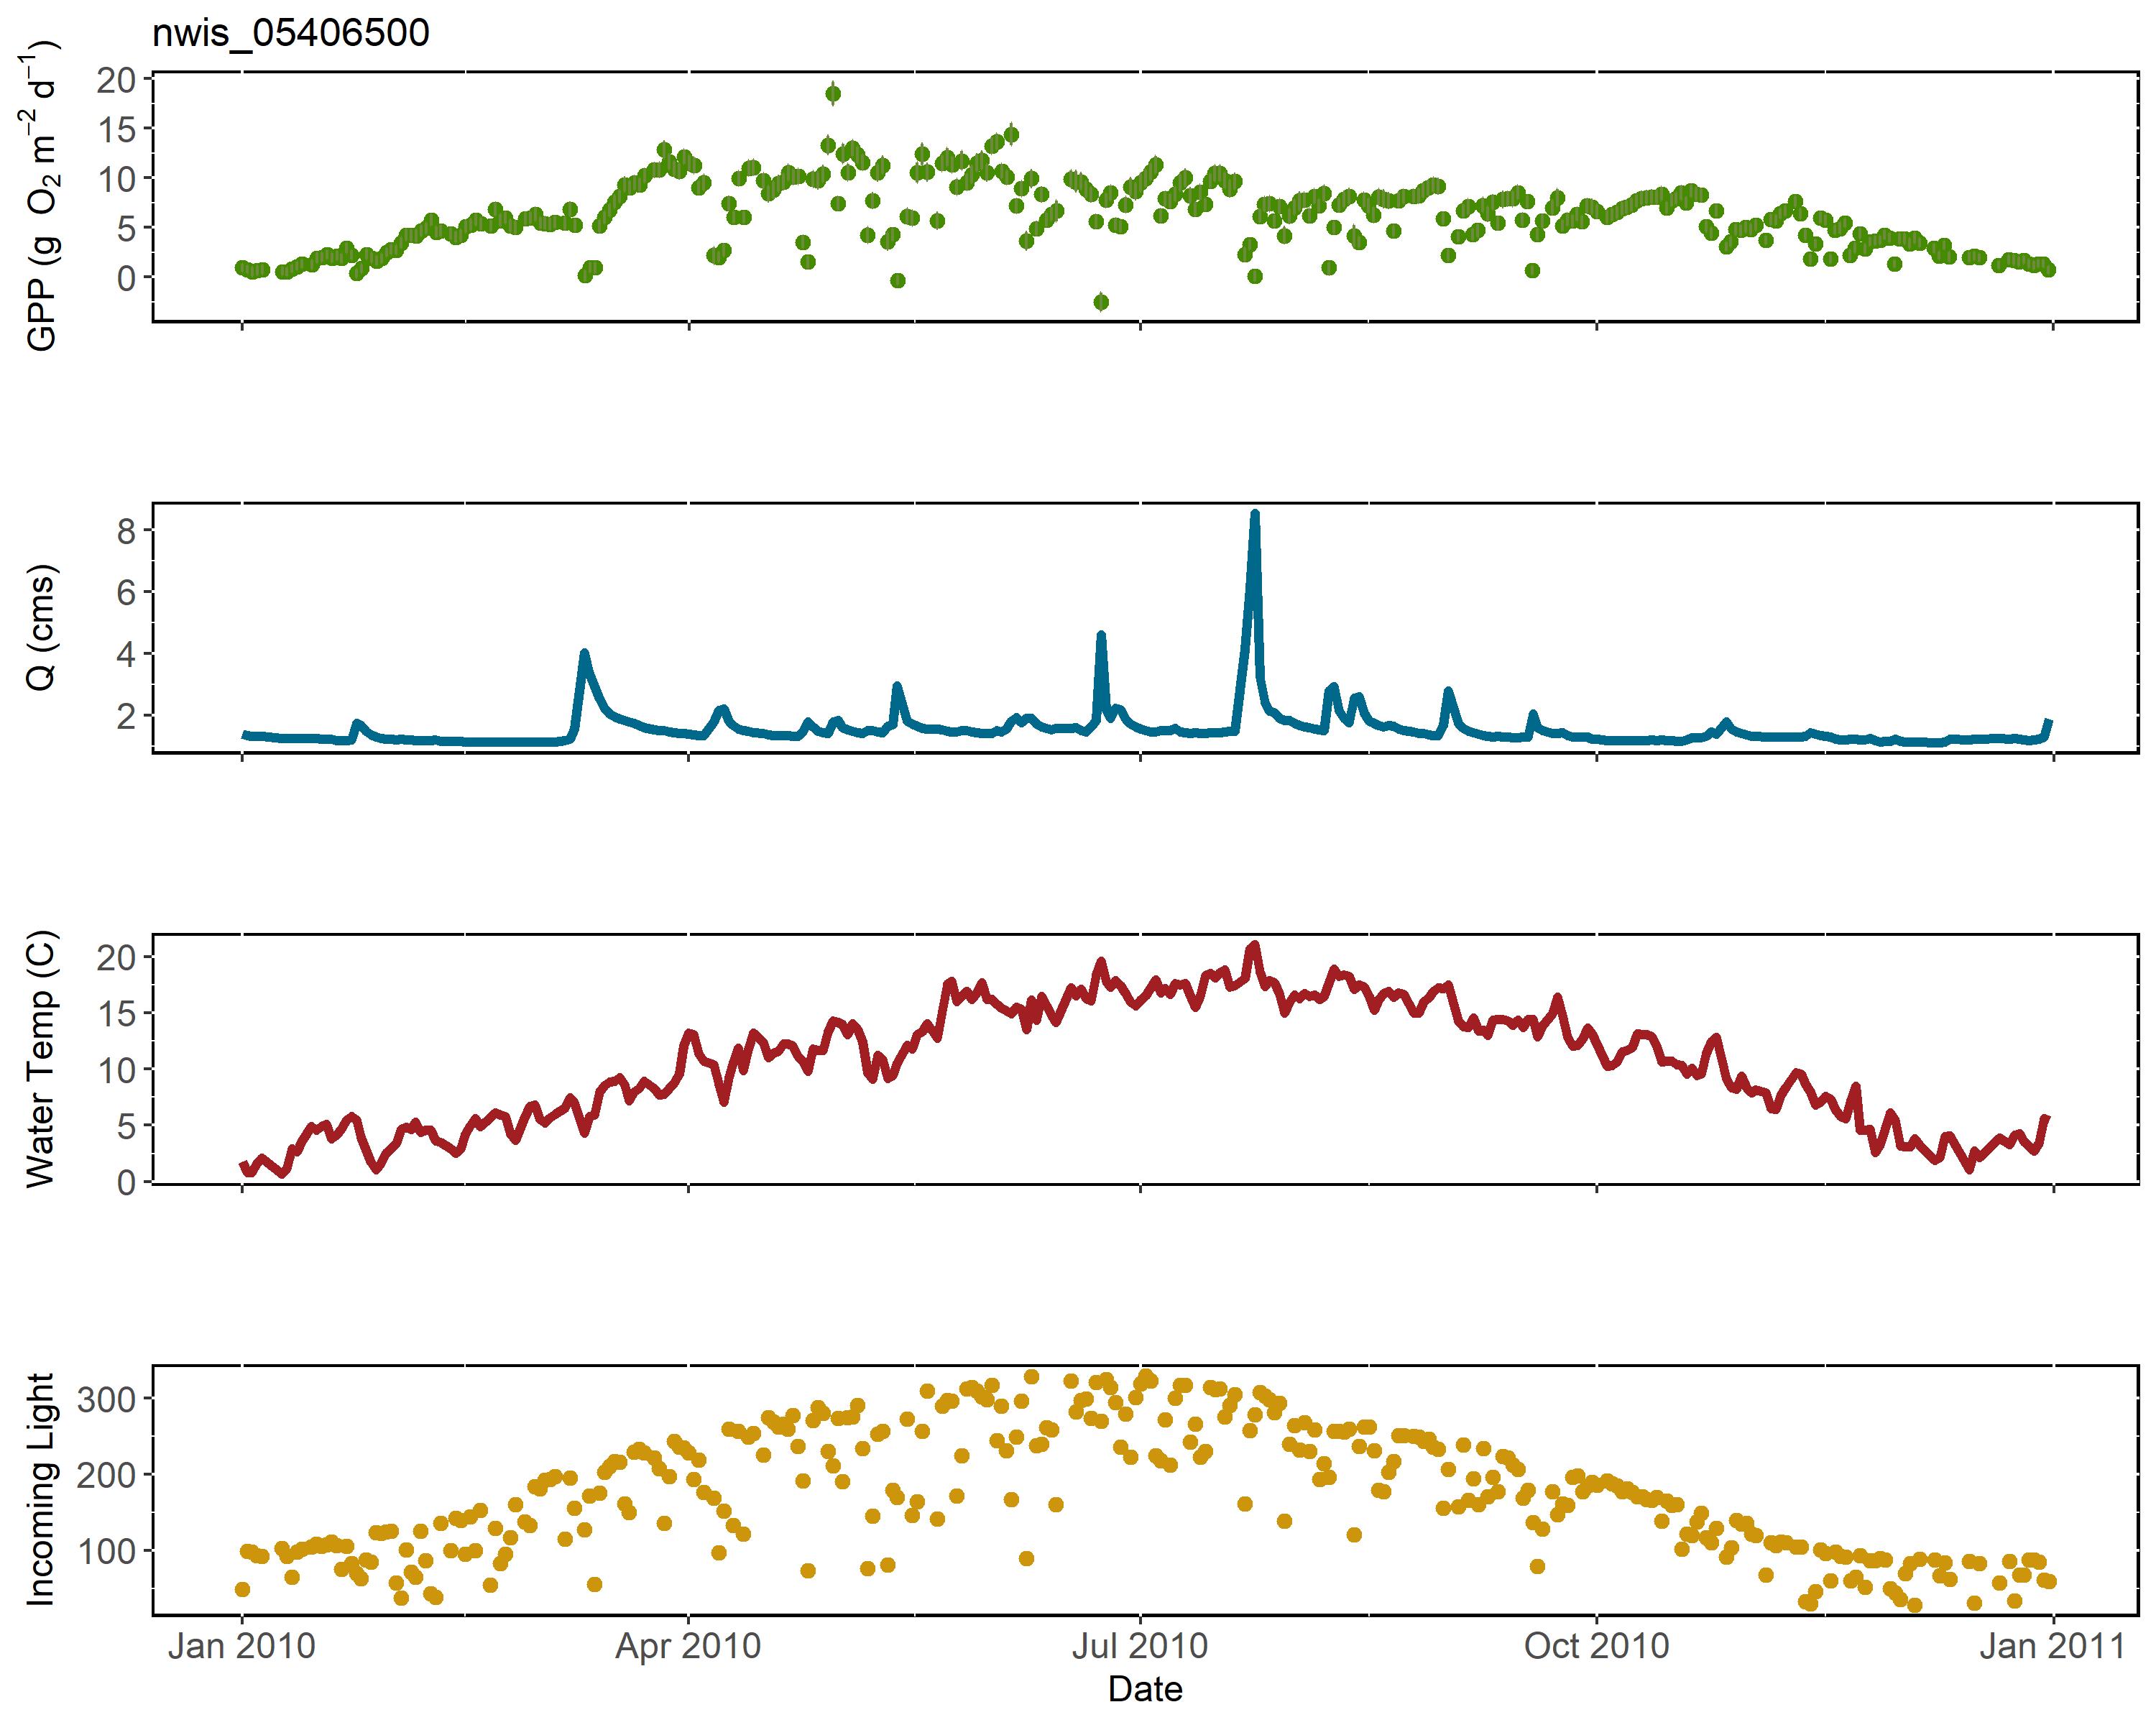 nwis_05406500
GPP (g O₂ m⁻² d⁻¹)
20
15
10
5
0
Q (cms)
8
6
4
2
Water Temp (C)
20
15
10
5
0
Incoming Light
300
200
100
Jan 2010 Apr 2010 Jul 2010 Oct 2010 Jan 2011
Date